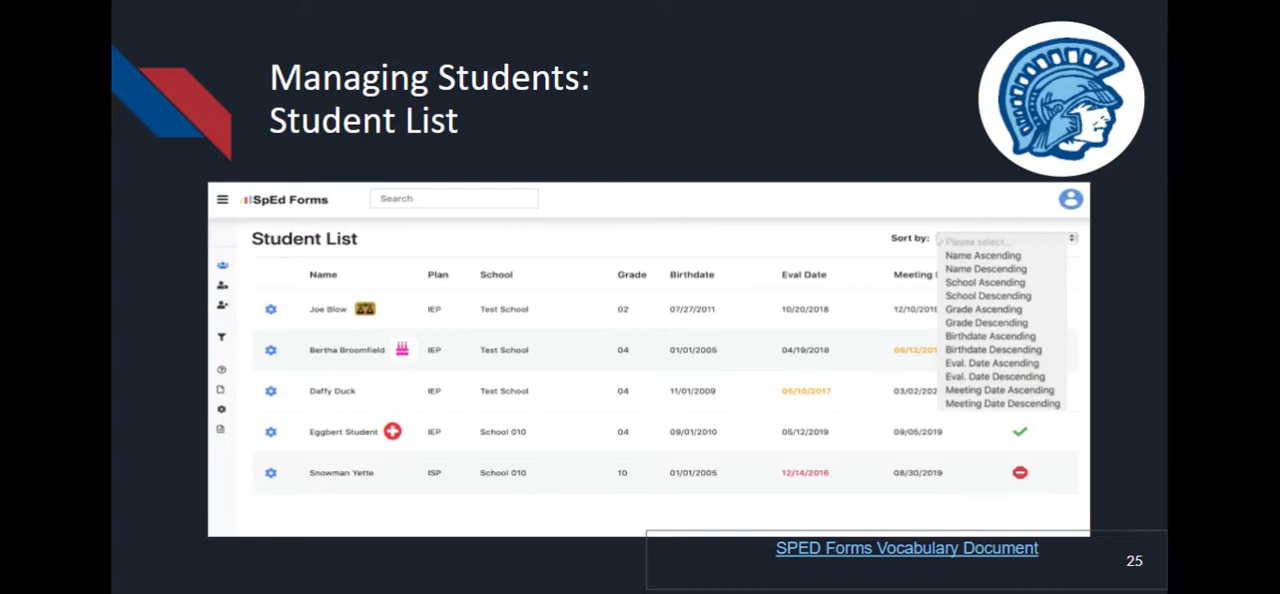 Managing Students:
Student List
SpEd Forms
Search
Student List
Sort by:
Please select...
Name Ascending
Name Descending
School Ascending
School Descending
Grade Ascending
Grade Descending
Birthdate Ascending
Birthdate Descending
Eval. Date Ascending
Eval. Date Descending
Meeting Date Ascending
Meeting Date Descending
Name Plan School Grade Birthdate Eval Date Meeting
Joe Blow IEP Test School 02 07/27/2011 10/20/2018 12/10/201
Bertha Broomfield IEP Test School 04 01/01/2005 04/19/2018 05/12/201
Daffy Duck IEP Test School 04 11/01/2009 05/10/2017 03/02/202
Eggbert Student IEP School 010 04 09/01/2010 05/12/2019 09/05/2019
Snowman Yette ISP School 010 10 01/01/2005 12/14/2016 08/30/2019
SPED Forms Vocabulary Document
25